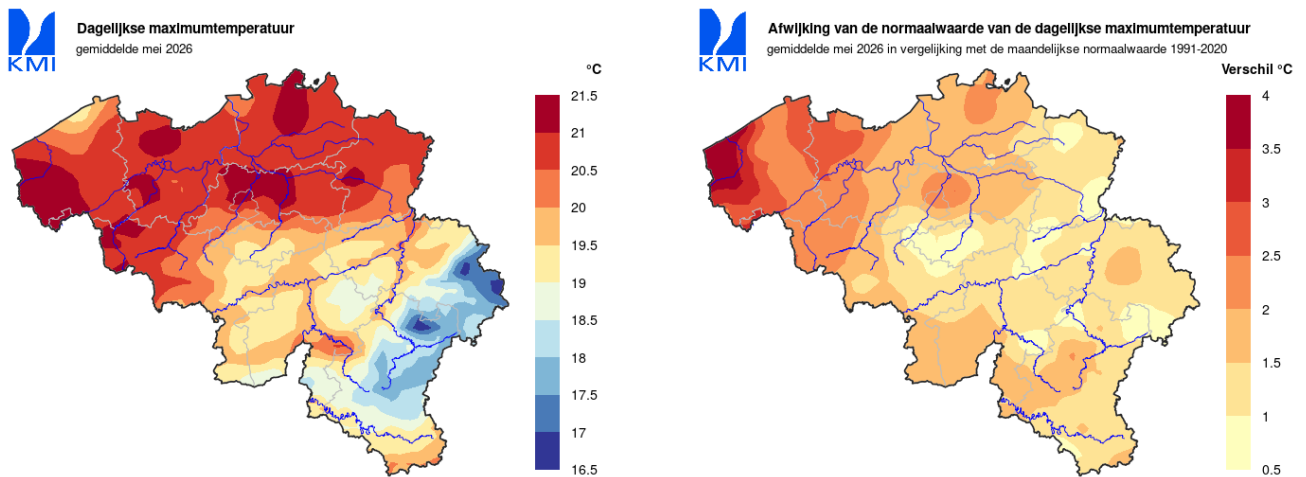 KMI
Dagelijkse maximumtemperatuur
gemiddelde mei 2026
°C
21.5
21
20.5
20
19.5
19
18.5
18
17.5
17
16.5
KMI
Afwijking van de normaalwaarde van de dagelijkse maximumtemperatuur
gemiddelde mei 2026 in vergelijking met de maandelijkse normaalwaarde 1991-2020
Verschil °C
4
3.5
3
2.5
2
1.5
1
0.5